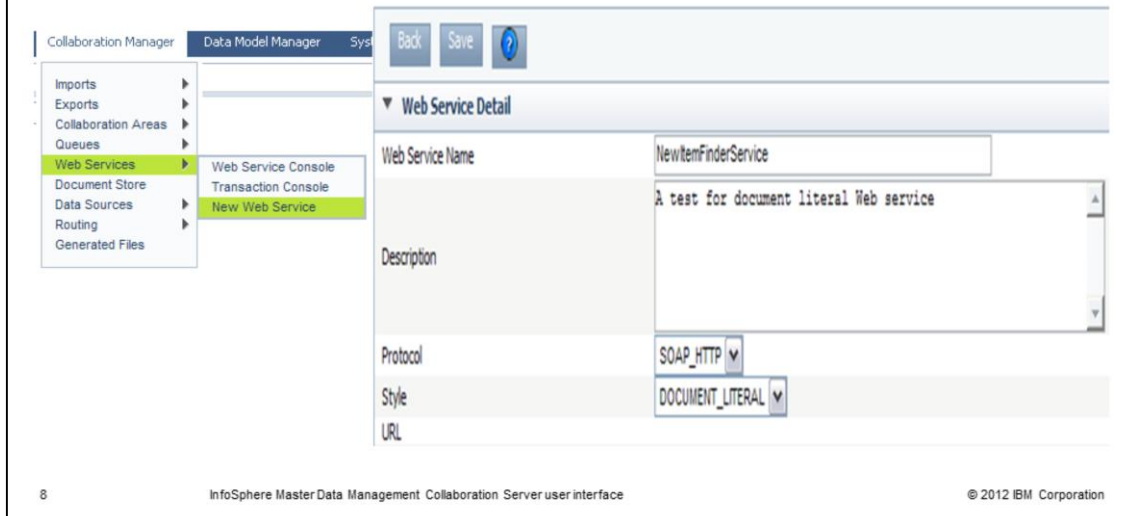 Collaboration Manager
Data Model Manager
Sys
Imports
Exports
Collaboration Areas
Queues
Web Services
Document Store
Data Sources
Routing
Generated Files
Web Service Console
Transaction Console
New Web Service
Back
Save
?
Web Service Detail
Web Service Name
NewItemFinderService
Description
A test for document literal Web service
Protocol
SOAP_HTTP
Style
DOCUMENT_LITERAL
URL
8
InfoSphere Master Data Management Collaboration Server user interface
© 2012 IBM Corporation